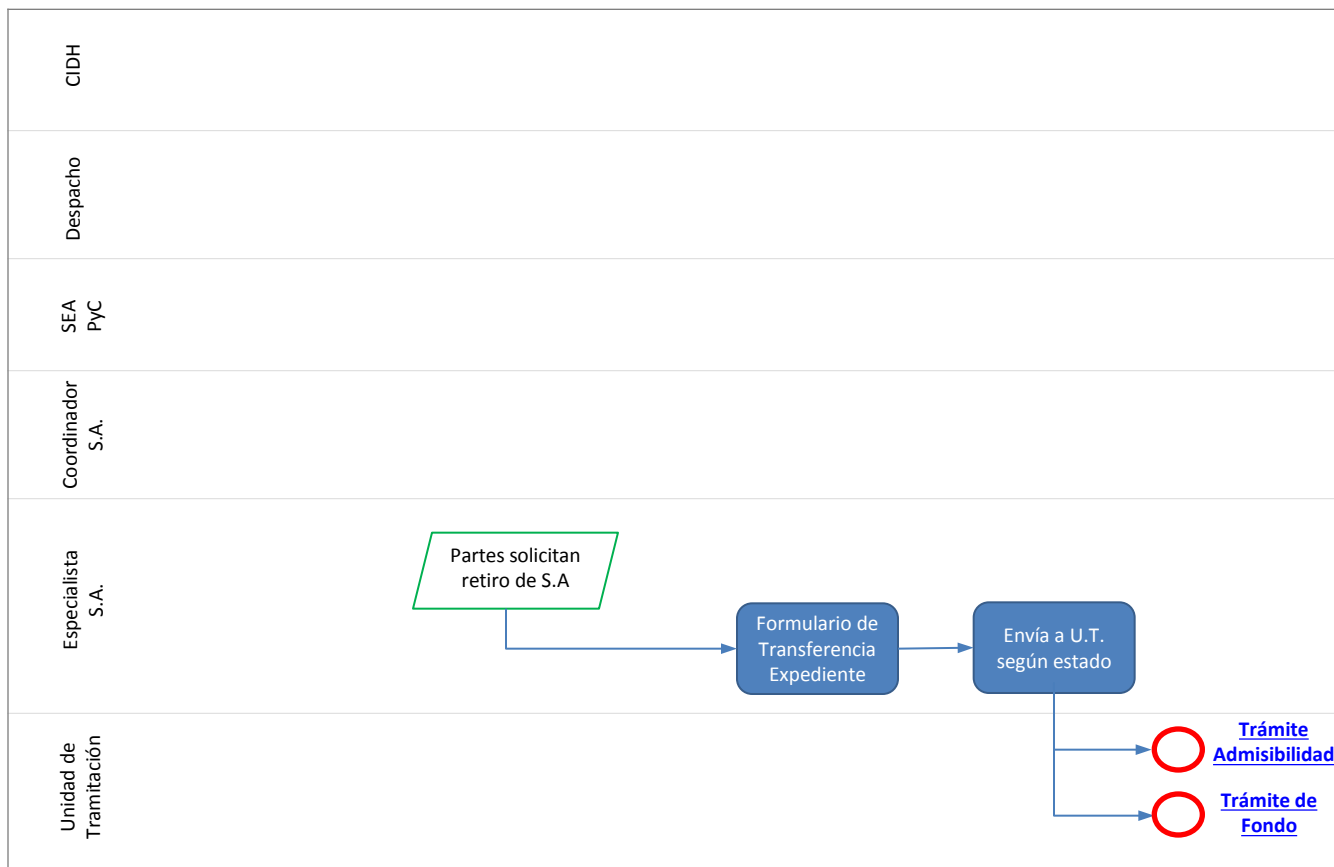 CIDH
Despacho
SEA
PyC
Coordinador
S.A.
Especialista
S.A.
Partes solicitan
retiro de S.A
Formulario de
Transferencia
Expediente
Envía a U.T.
según estado
Unidad de
Tramitación
Trámite
Admisibilidad
Trámite de
Fondo